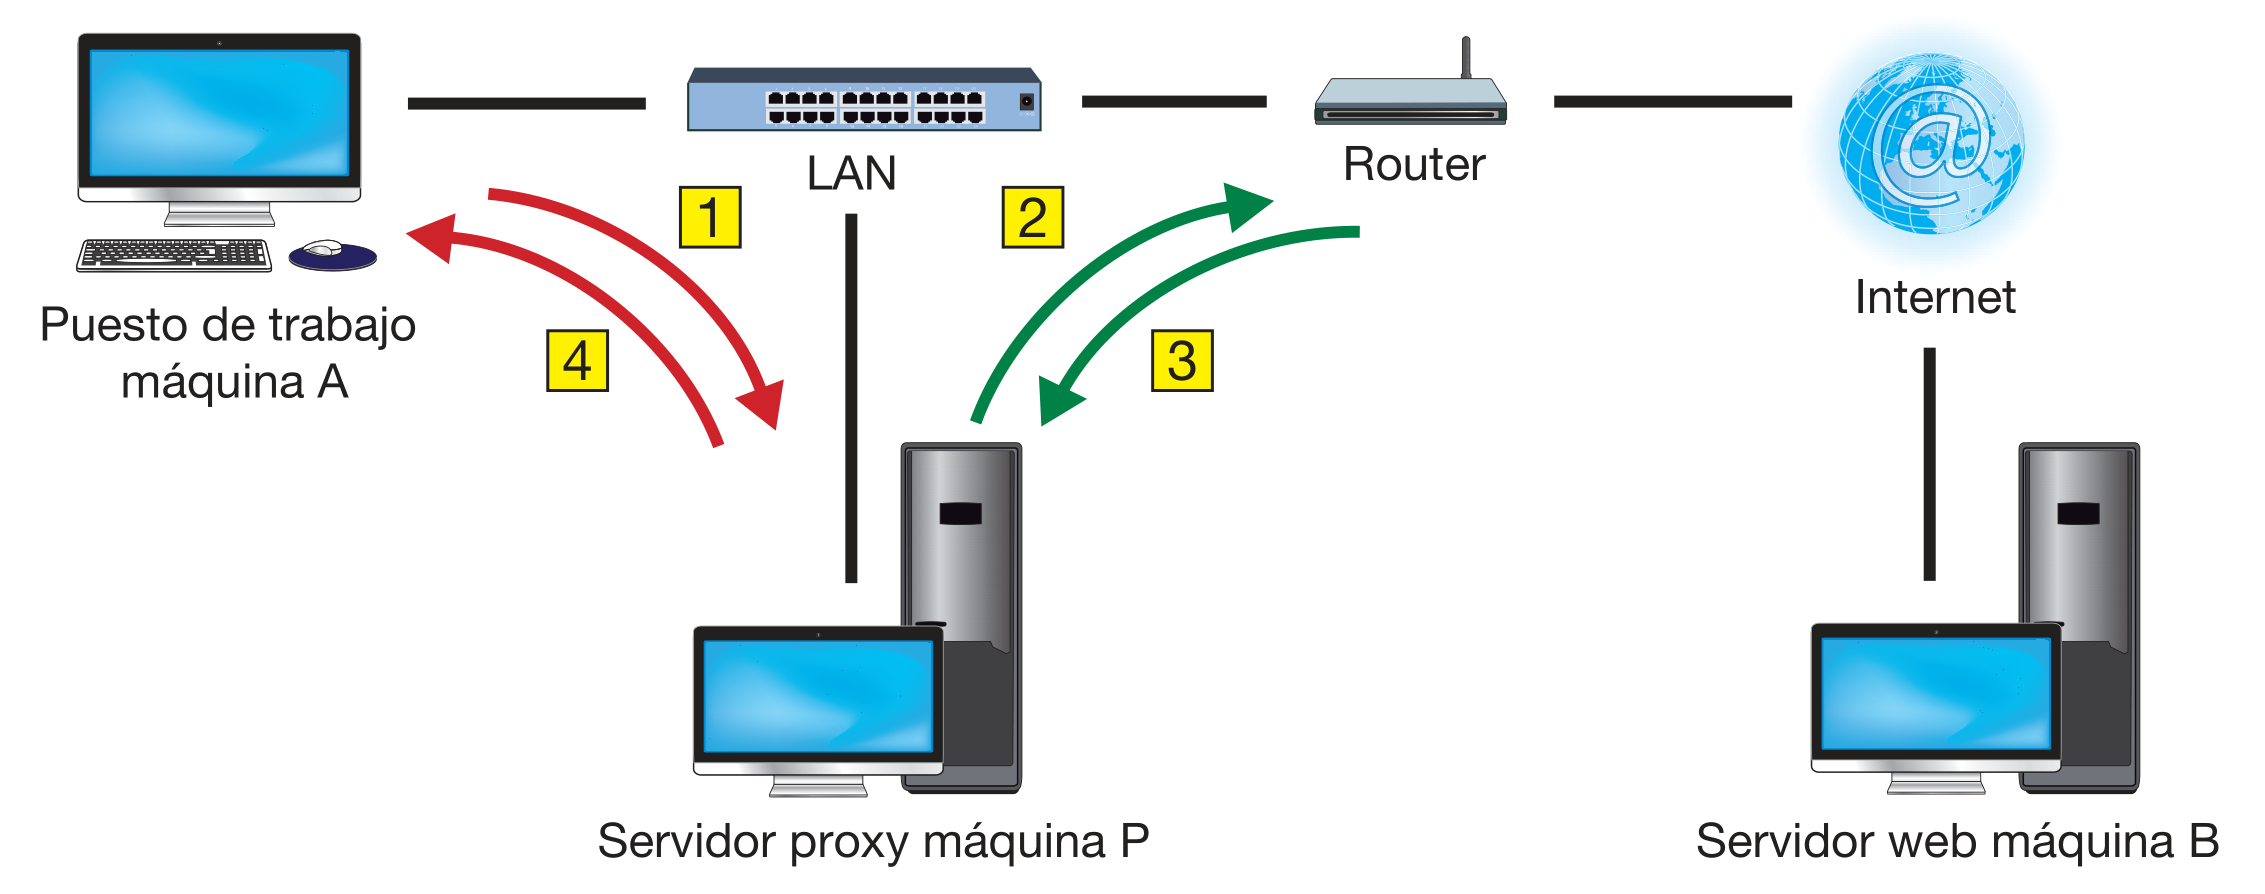 LAN
Router
1
2
@
Internet
Puesto de trabajo
máquina A
4
3
Servidor proxy máquina P
Servidor web máquina B